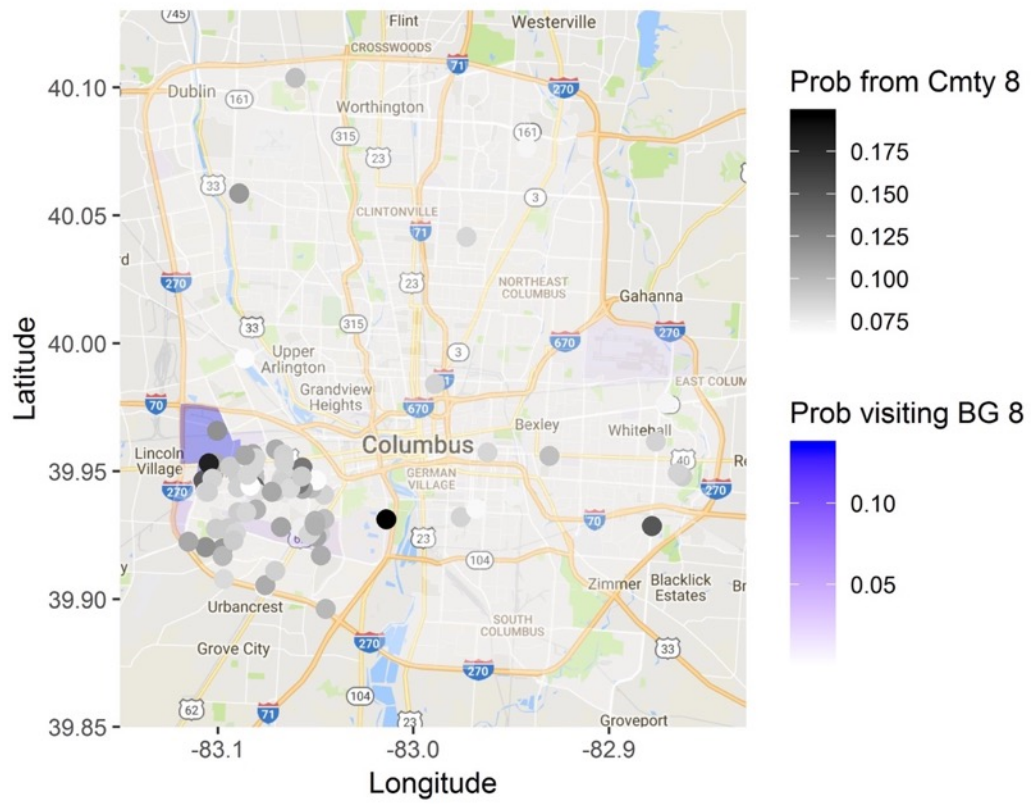 745
Flint
Westerville
CROSSWOODS
71
270
40.10
Dublin
161
Worthington
315
161
23
33
3
40.05
CLINTONVILLE
71
270
23
NORTHEAST
COLUMBUS
Gahanna
33
315
270
40.00
670
Upper
Arlington
3
EAST COLUM
Grandview
Heights
70
670
Bexley
Whitehall
Columbus
Lincoln
Village
39.95
40
GERMAN
VILLAGE
270
270
70
23
104
Zimmer
Blacklick
Estates
39.90
Urbancrest
SOUTH
COLUMBUS
Grove City
270
33
270
104
62
71
23
Groveport
39.85
-83.1
-83.0
-82.9
Longitude
Latitude
Prob from Cmty 8
0.175
0.150
0.125
0.100
0.075
Prob visiting BG 8
0.10
0.05